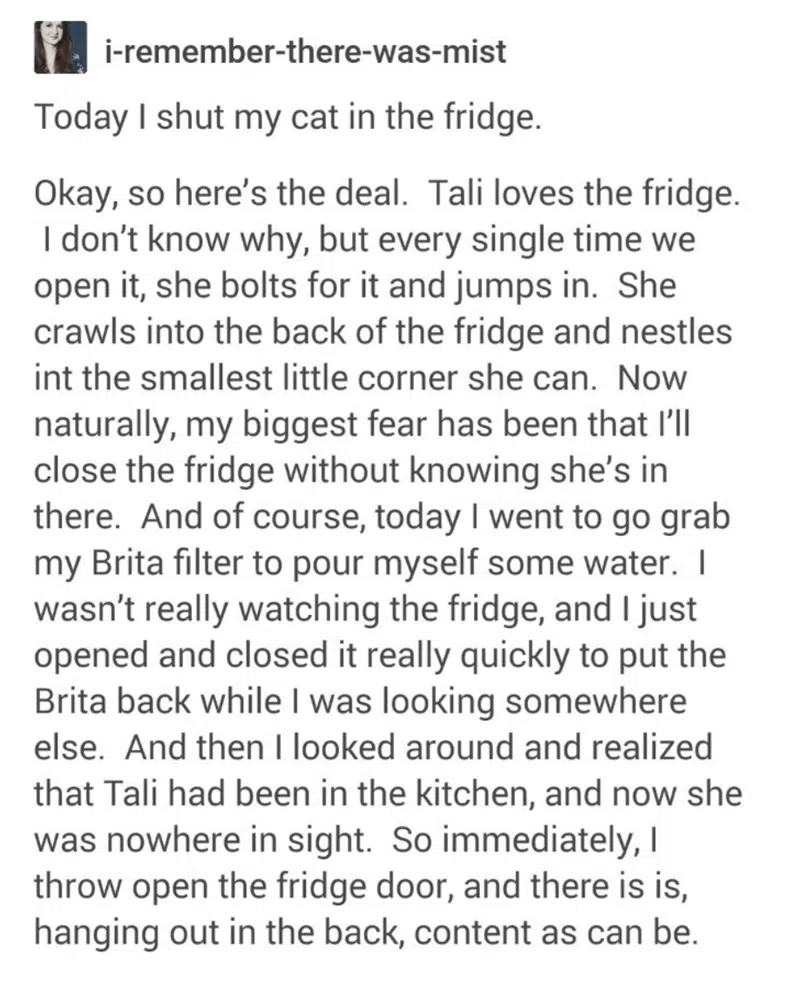 i-remember-there-was-mist
Today I shut my cat in the fridge.
Okay, so here's the deal.  Tali loves the fridge.
I don't know why, but every single time we
open it, she bolts for it and jumps in.  She
crawls into the back of the fridge and nestles
int the smallest little corner she can.  Now
naturally, my biggest fear has been that I'll
close the fridge without knowing she's in
there.  And of course, today I went to go grab
my Brita filter to pour myself some water.  I
wasn't really watching the fridge, and I just
opened and closed it really quickly to put the
Brita back while I was looking somewhere
else.  And then I looked around and realized
that Tali had been in the kitchen, and now she
was nowhere in sight.  So immediately, I
throw open the fridge door, and there is is,
hanging out in the back, content as can be.